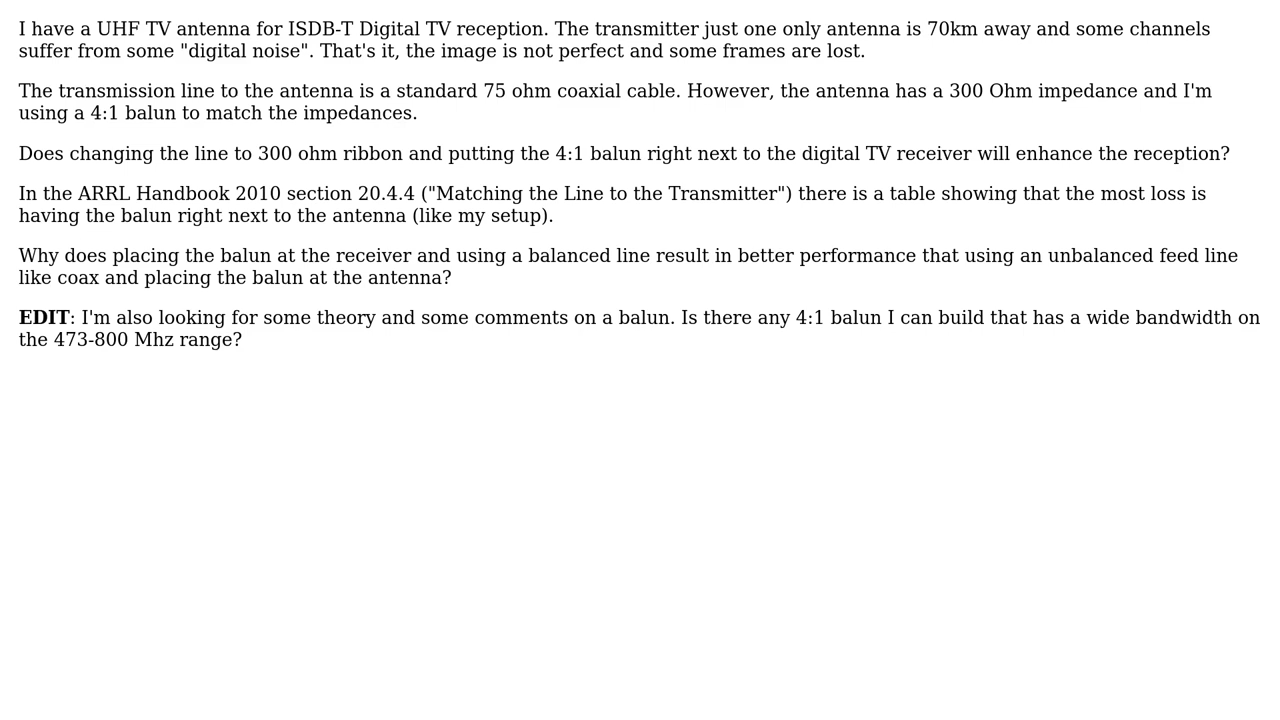 I have a UHF TV antenna for ISDB-T Digital TV reception. The transmitter just one only antenna is 70km away and some channels
suffer from some "digital noise". That's it, the image is not perfect and some frames are lost.
The transmission line to the antenna is a standard 75 ohm coaxial cable. However, the antenna has a 300 Ohm impedance and I'm
using a 4:1 balun to match the impedances.
Does changing the line to 300 ohm ribbon and putting the 4:1 balun right next to the digital TV receiver will enhance the reception?
In the ARRL Handbook 2010 section 20.4.4 ("Matching the Line to the Transmitter") there is a table showing that the most loss is
having the balun right next to the antenna (like my setup).
Why does placing the balun at the receiver and using a balanced line result in better performance that using an unbalanced feed line
like coax and placing the balun at the antenna?
EDIT: I'm also looking for some theory and some comments on a balun. Is there any 4:1 balun I can build that has a wide bandwidth on
the 473-800 Mhz range?